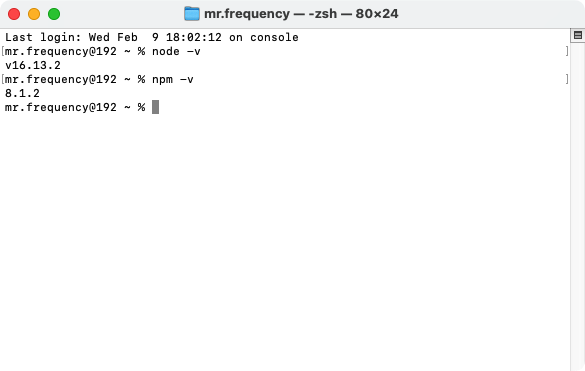 mr.frequency — -zsh — 80×24
Last login: Wed Feb  9 18:02:12 on console
[mr.frequency@192 ~ % node -v ]
v16.13.2
[mr.frequency@192 ~ % npm -v ]
8.1.2
mr.frequency@192 ~ %